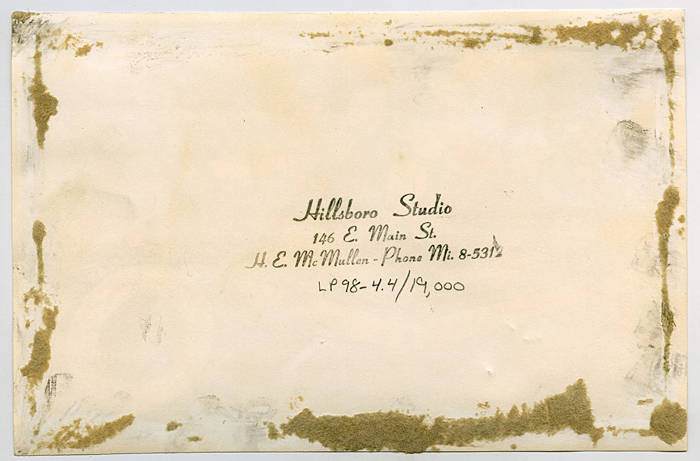 Hillsboro Studio
146 E. Main St.
H. E. McMullen - Phone Mi. 8-5312
LP98-4.4/19,000